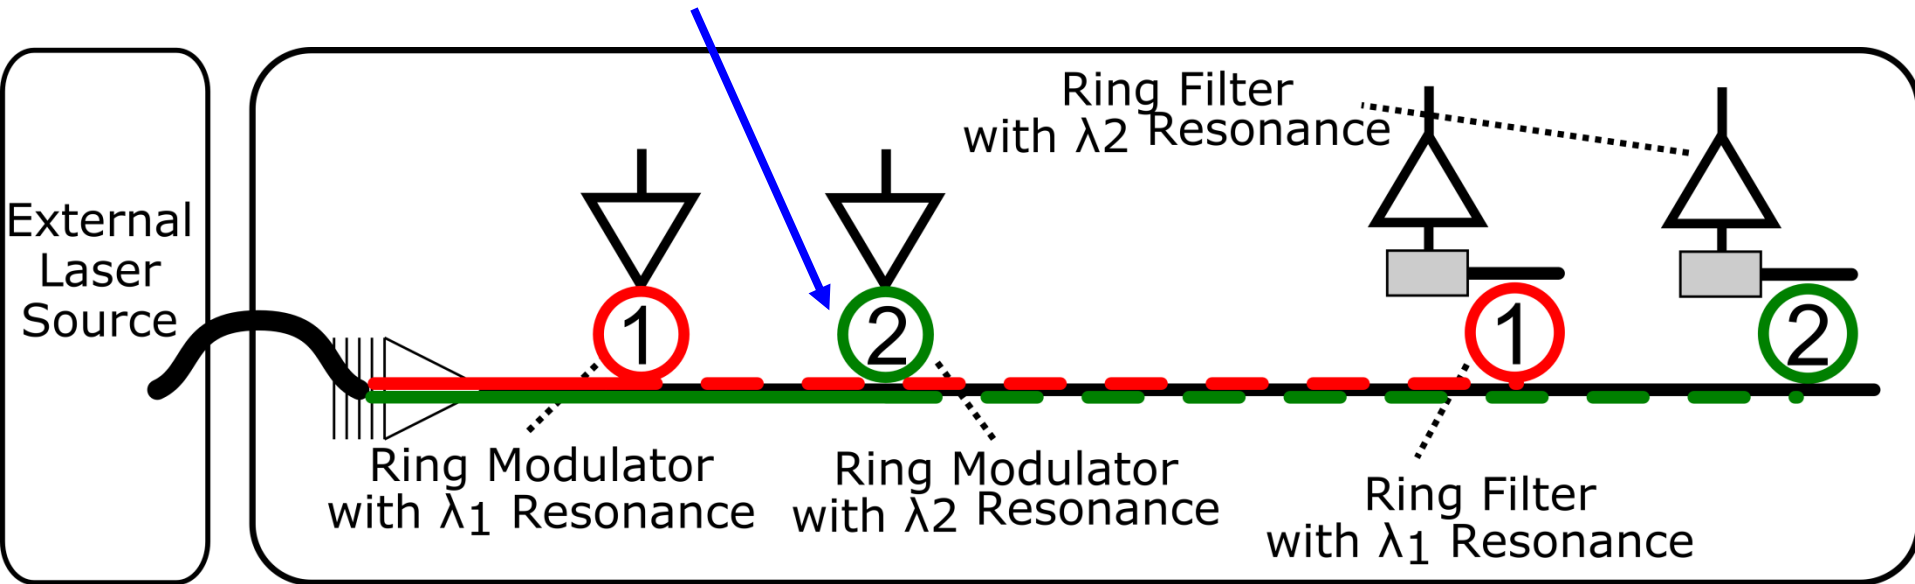 External
Laser
Source
Ring Filter
with λ2 Resonance
1
2
1
2
Ring Modulator
with λ1 Resonance
Ring Modulator
with λ2 Resonance
Ring Filter
with λ1 Resonance